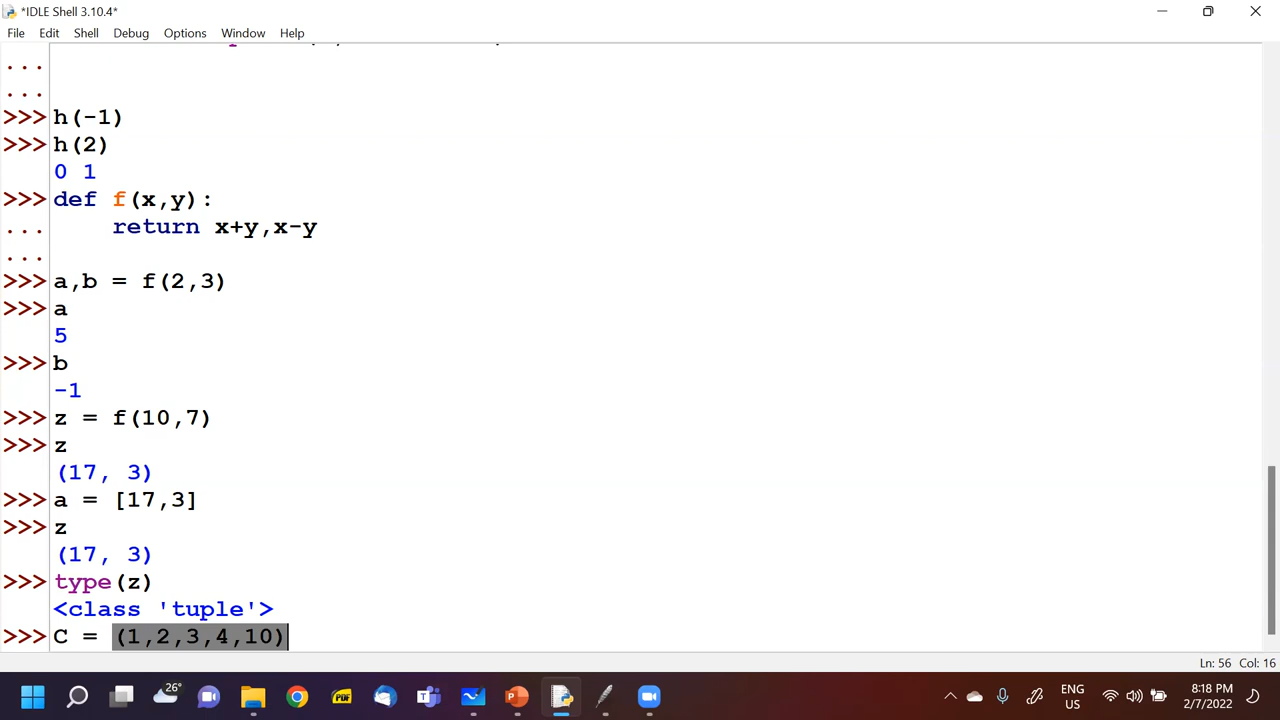 *IDLE Shell 3.10.4*
File Edit Shell Debug Options Window Help
...
...
>>> h(-1)
>>> h(2)
0 1
>>> def f(x,y):
... return x+y,x-y
...
>>> a,b = f(2,3)
>>> a
5
>>> b
-1
>>> z = f(10,7)
>>> z
(17, 3)
>>> a = [17,3]
>>> z
(17, 3)
>>> type(z)
<class 'tuple'>
>>> C = (1,2,3,4,10)
Ln: 56 Col: 16
26°
PDF
ENG
US
8:18 PM
2/7/2022